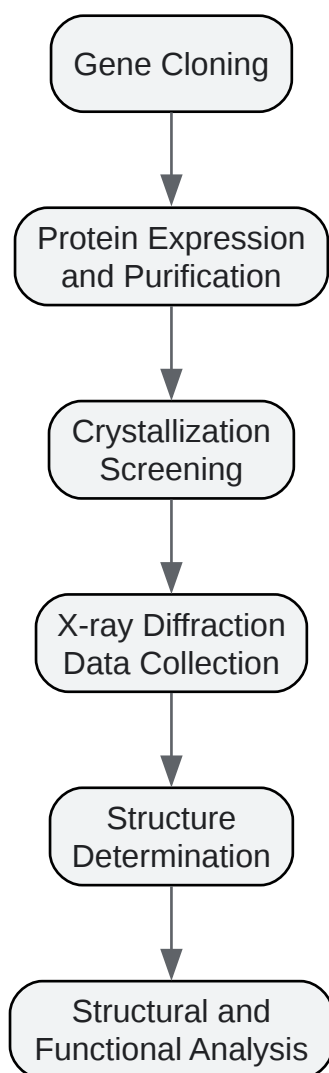 Gene Cloning
Protein Expression
and Purification
Crystallization
Screening
X-ray Diffraction
Data Collection
Structure
Determination
Structural and
Functional Analysis